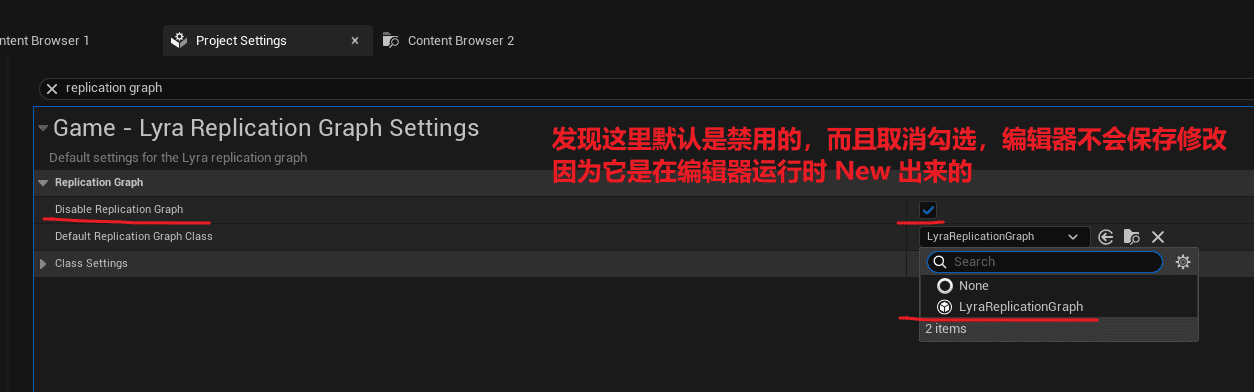 ntent Browser 1
Project Settings
Content Browser 2
replication graph
Game - Lyra Replication Graph Settings
Default settings for the Lyra replication graph
发现这里默认是禁用的，而且取消勾选，编辑器不会保存修改
因为它是在编辑器运行时 New 出来的
Replication Graph
Disable Replication Graph
Default Replication Graph Class
LyraReplicationGraph
Class Settings
Search
None
LyraReplicationGraph
2 items